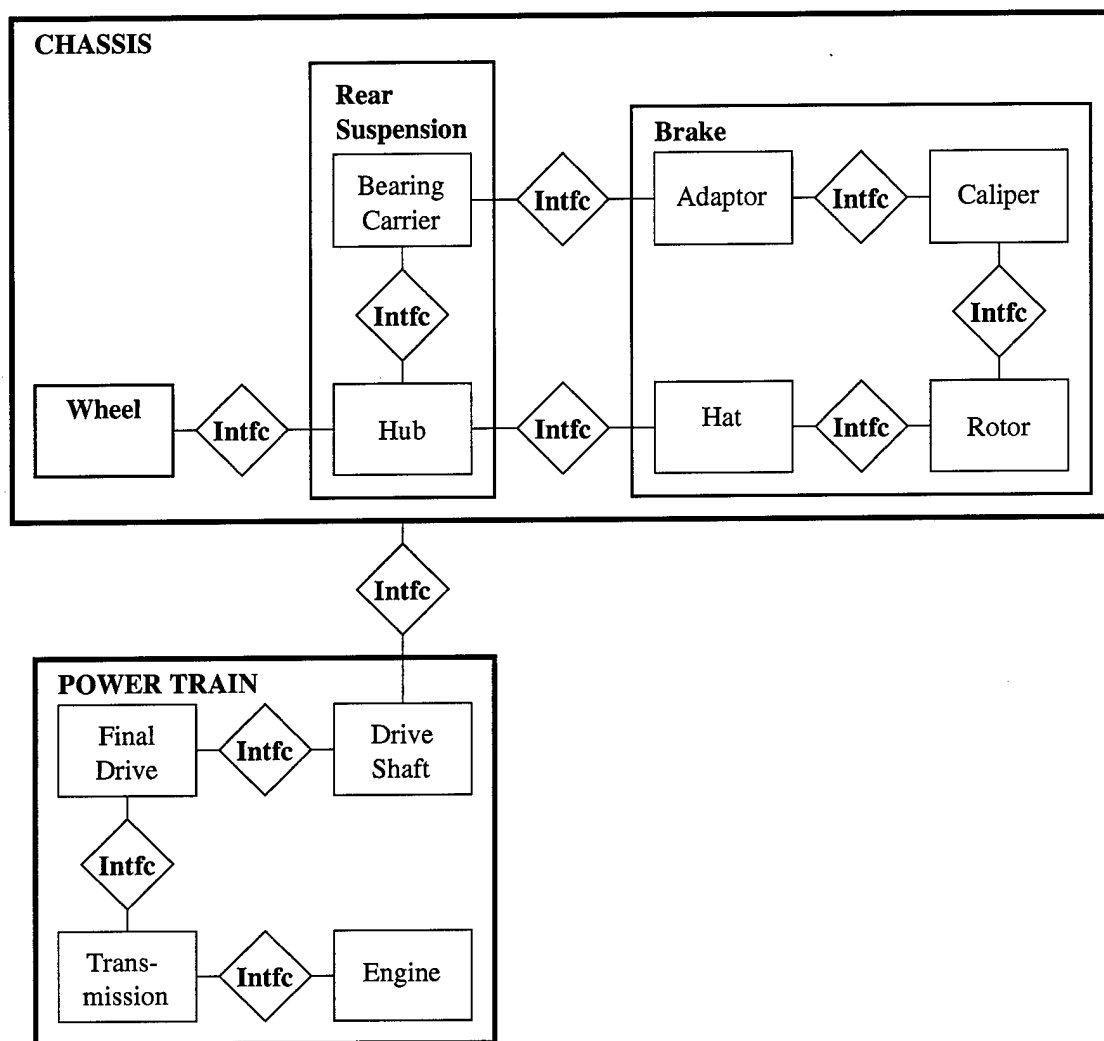 CHASSIS
Rear
Suspension
Brake
Bearing
Carrier
Intfc
Adaptor
Intfc
Caliper
Intfc
Intfc
Wheel
Intfc
Hub
Intfc
Hat
Intfc
Rotor
Intfc
POWER TRAIN
Final
Drive
Intfc
Drive
Shaft
Intfc
Trans-
mission
Intfc
Engine